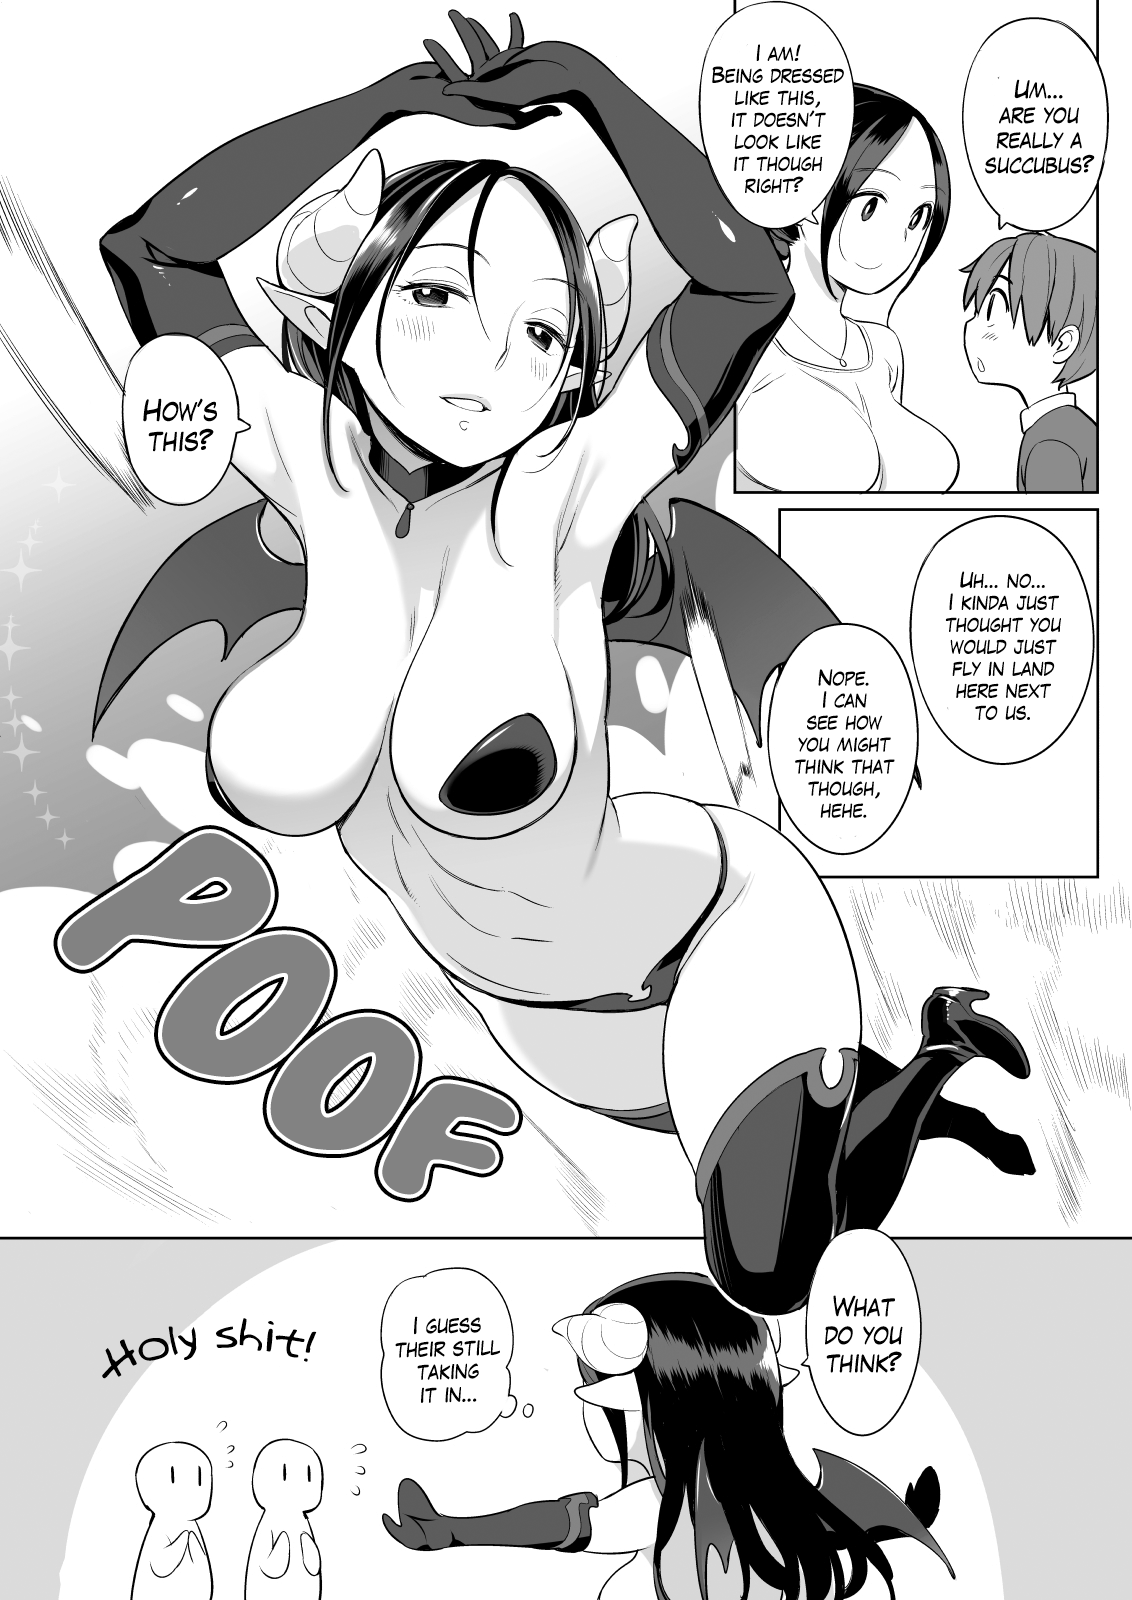 UM...
ARE YOU
REALLY A
SUCCUBUS?
I AM!
BEING DRESSED
LIKE THIS,
IT DOESN'T
LOOK LIKE
IT THOUGH
RIGHT?
UH... NO...
I KINDA JUST
THOUGHT YOU
WOULD JUST
FLY IN LAND
HERE NEXT
TO US.
NOPE.
I CAN
SEE HOW
YOU MIGHT
THINK THAT
THOUGH,
HEHE.
HOW'S
THIS?
POOF
WHAT
DO YOU
THINK?
I GUESS
THEIR STILL
TAKING
IT IN...
Holy shit!